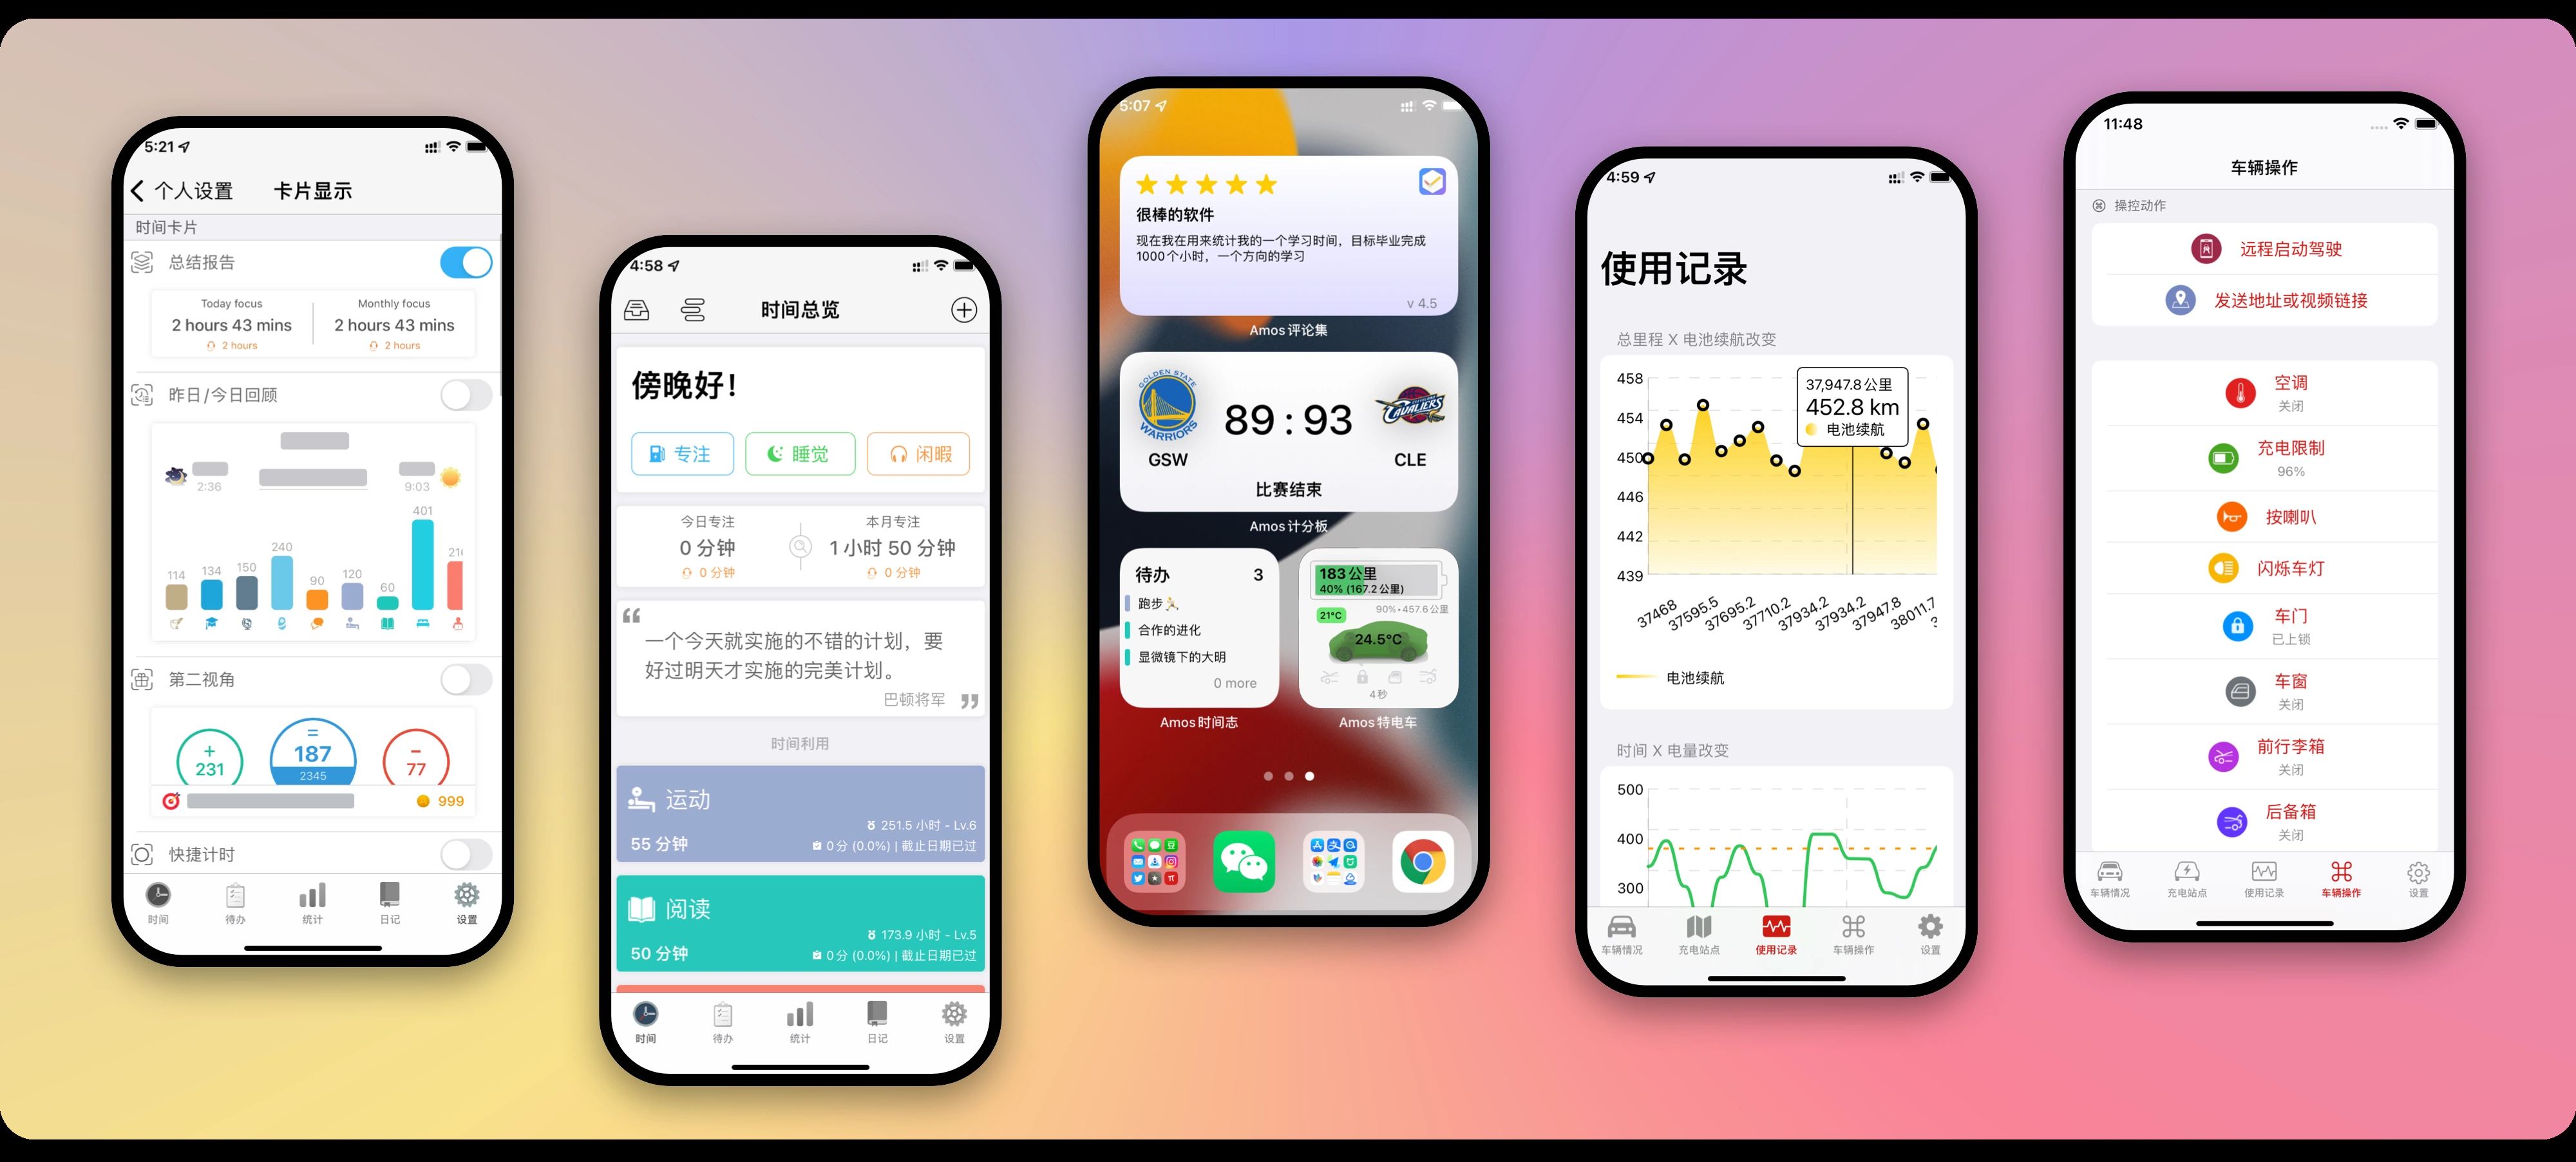 5:21
个人设置
卡片显示
时间卡片
总结报告
Today focus
Monthly focus
2 hours 43 mins
2 hours 43 mins
2 hours
2 hours
昨日/今日回顾
2:36
9:03
114
134
150
240
90
120
60
401
第二视角
+
231
=
187
2345
-
77
999
快捷计时
时间
待办
统计
日记
设置
4:58
时间总览
傍晚好！
专注
睡觉
闲暇
今日专注
本月专注
0 分钟
1 小时 50 分钟
0 分钟
0 分钟
“
一个今天就实施的不错的计划，要
好过明天才实施的完美计划。
巴顿将军
”
时间利用
运动
251.5 小时 - Lv.6
55 分钟
0分 (0.0%) | 截止日期已过
阅读
173.9 小时 - Lv.5
50 分钟
0分 (0.0%) | 截止日期已过
时间
待办
统计
日记
设置
5:07
很棒的软件
现在我在用来统计我的一个学习时间，目标毕业完成
1000个小时，一个方向的学习
v 4.5
Amos评论集
GOLDEN STATE
WARRIORS
89 : 93
CAVALIERS
GSW
CLE
比赛结束
Amos计分板
待办
3
跑步
合作的进化
显微镜下的大明
0 more
Amos时间志
183公里
40% (167.2公里)
90%•457.6公里
21°C
24.5°C
4秒
Amos特电车
4:59
使用记录
总里程 X 电池续航改变
458
454
450
446
442
439
37,947.8公里
452.8 km
电池续航
37468
37595.5
37695.2
37710.2
37934.2
37934.2
37947.8
38011.7
电池续航
时间 X 电量改变
500
400
300
车辆情况
充电站点
使用记录
车辆操作
设置
11:48
车辆操作
操控动作
远程启动驾驶
发送地址或视频链接
空调
关闭
充电限制
96%
按喇叭
闪烁车灯
车门
已上锁
车窗
关闭
前行李箱
关闭
后备箱
关闭
车辆情况
充电站点
使用记录
车辆操作
设置